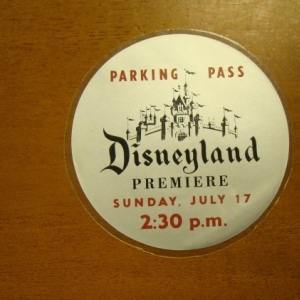 PARKING PASS
Disneyland
PREMIERE
SUNDAY, JULY 17
2:30 p.m.